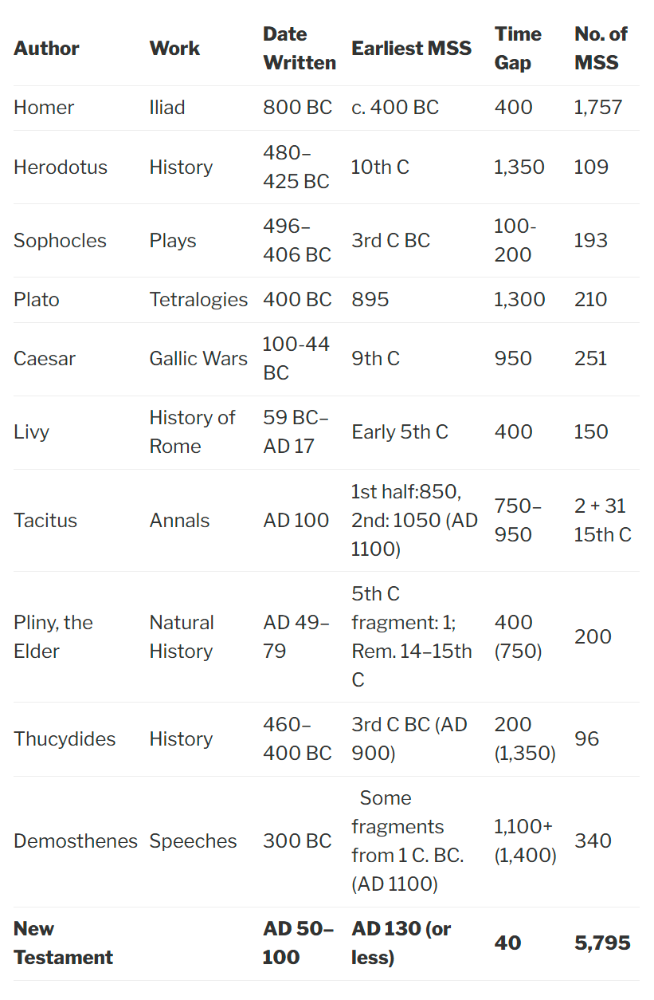 Author Work Date Written Earliest MSS Time Gap No. of MSS
Homer Iliad 800 BC c. 400 BC 400 1,757
Herodotus History 480–425 BC 10th C 1,350 109
Sophocles Plays 496–406 BC 3rd C BC 100-200 193
Plato Tetralogies 400 BC 895 1,300 210
Caesar Gallic Wars 100-44 BC 9th C 950 251
Livy History of Rome 59 BC–AD 17 Early 5th C 400 150
Tacitus Annals AD 100 1st half:850, 2nd: 1050 (AD 1100) 750–950 2 + 31 15th C
Pliny, the Elder Natural History AD 49–79 5th C fragment: 1; Rem. 14–15th C 400 (750) 200
Thucydides History 460–400 BC 3rd C BC (AD 900) 200 (1,350) 96
Demosthenes Speeches 300 BC Some fragments from 1 C. BC. (AD 1100) 1,100+ (1,400) 340
New Testament AD 50–100 AD 130 (or less) 40 5,795